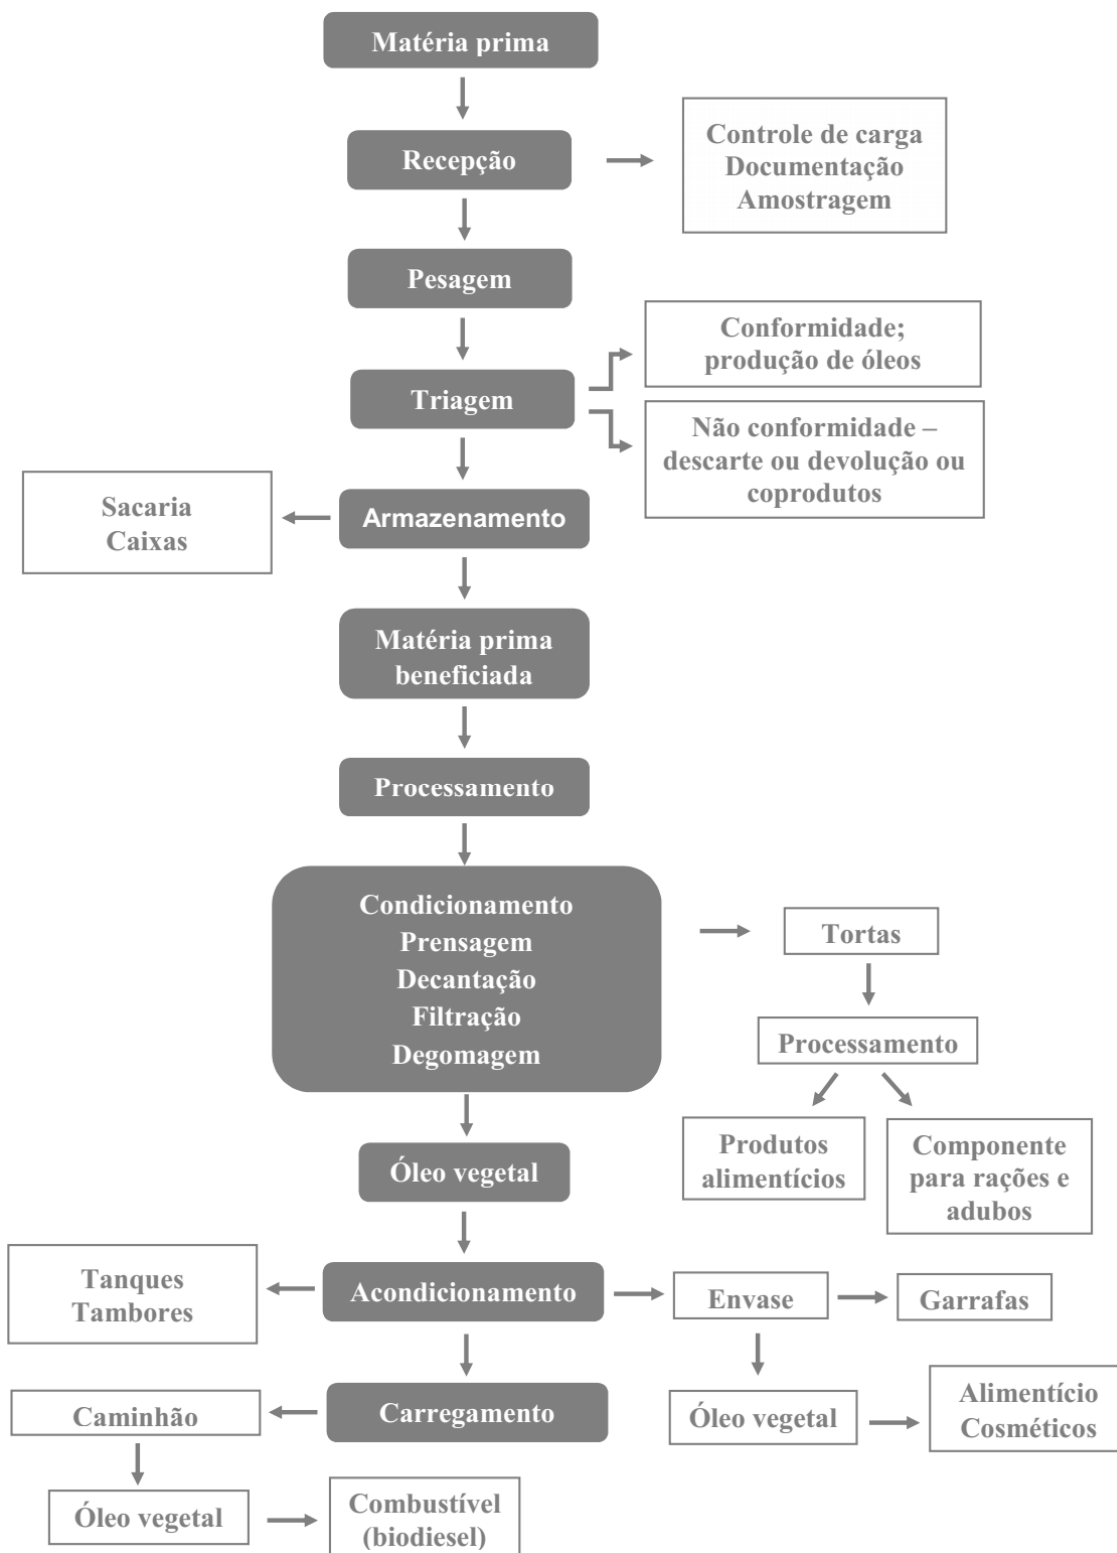 Matéria prima
Recepção
Controle de carga
Documentação
Amostragem
Pesagem
Conformidade;
produção de óleos
Triagem
Não conformidade –
descarte ou devolução ou
coprodutos
Sacaria
Caixas
Armazenamento
Matéria prima
beneficiada
Processamento
Condicionamento
Prensagem
Decantação
Filtração
Degomagem
Tortas
Processamento
Produtos
alimentícios
Componente
para rações e
adubos
Óleo vegetal
Tanques
Tambores
Acondicionamento
Envase
Garrafas
Caminhão
Carregamento
Óleo vegetal
Alimentício
Cosméticos
Óleo vegetal
Combustível
(biodiesel)